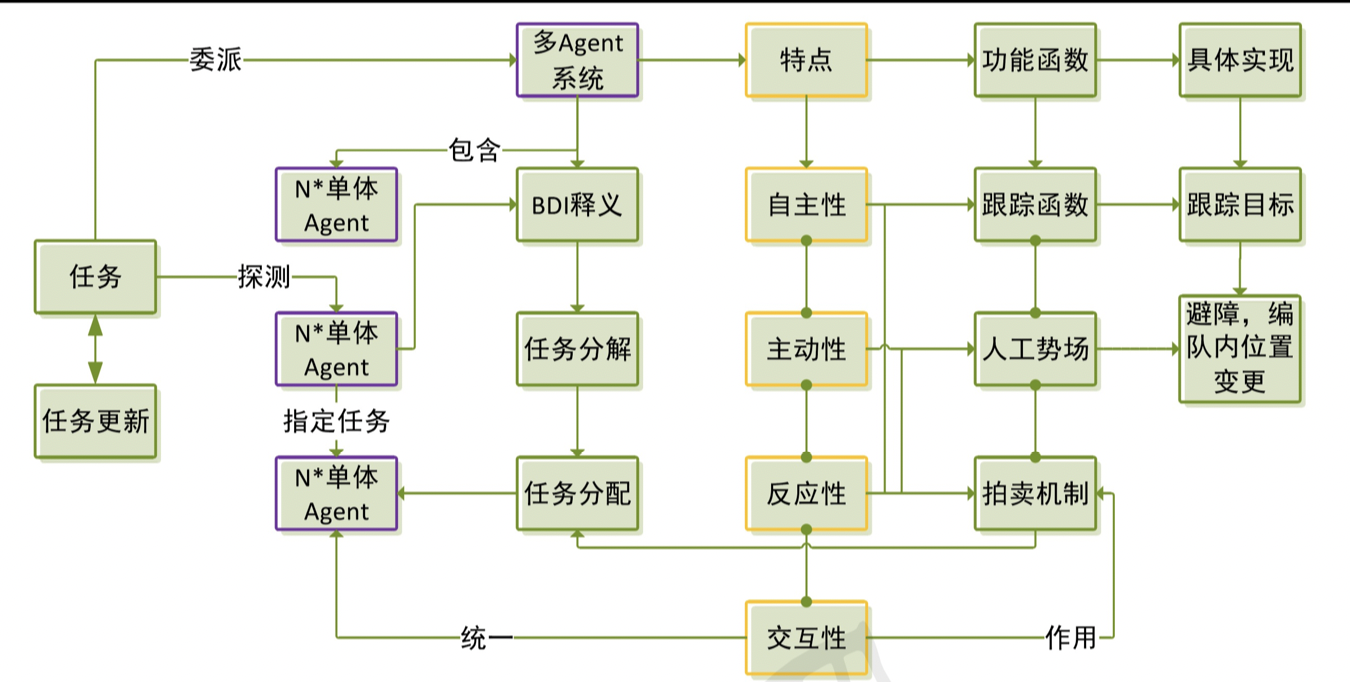 委派
多Agent
系统
特点
功能函数
具体实现
包含
N*单体
Agent
BDI释义
自主性
跟踪函数
跟踪目标
任务
探测
N*单体
Agent
任务分解
主动性
人工势场
避障，编
队内位置
变更
任务更新
指定任务
N*单体
Agent
任务分配
反应性
拍卖机制
统一
交互性
作用